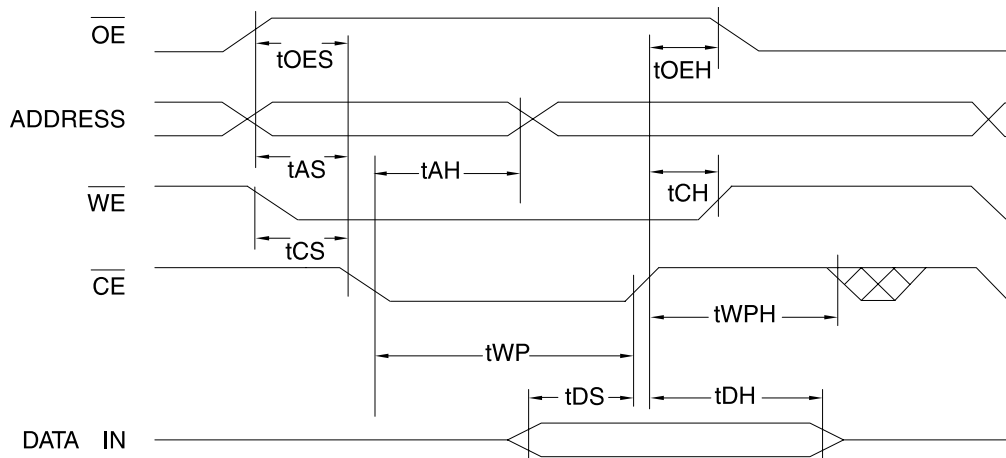 OE
tOES
tOEH
ADDRESS
tAS
tAH
tCH
WE
tCS
CE
tWPH
tWP
tDS
tDH
DATA IN